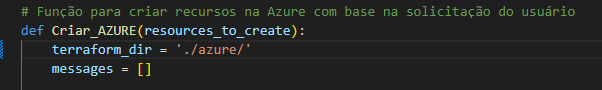 # Função para criar recursos na Azure com base na solicitação do usuário
def Criar_AZURE(resources_to_create):
    terraform_dir = './azure/'
    messages = []